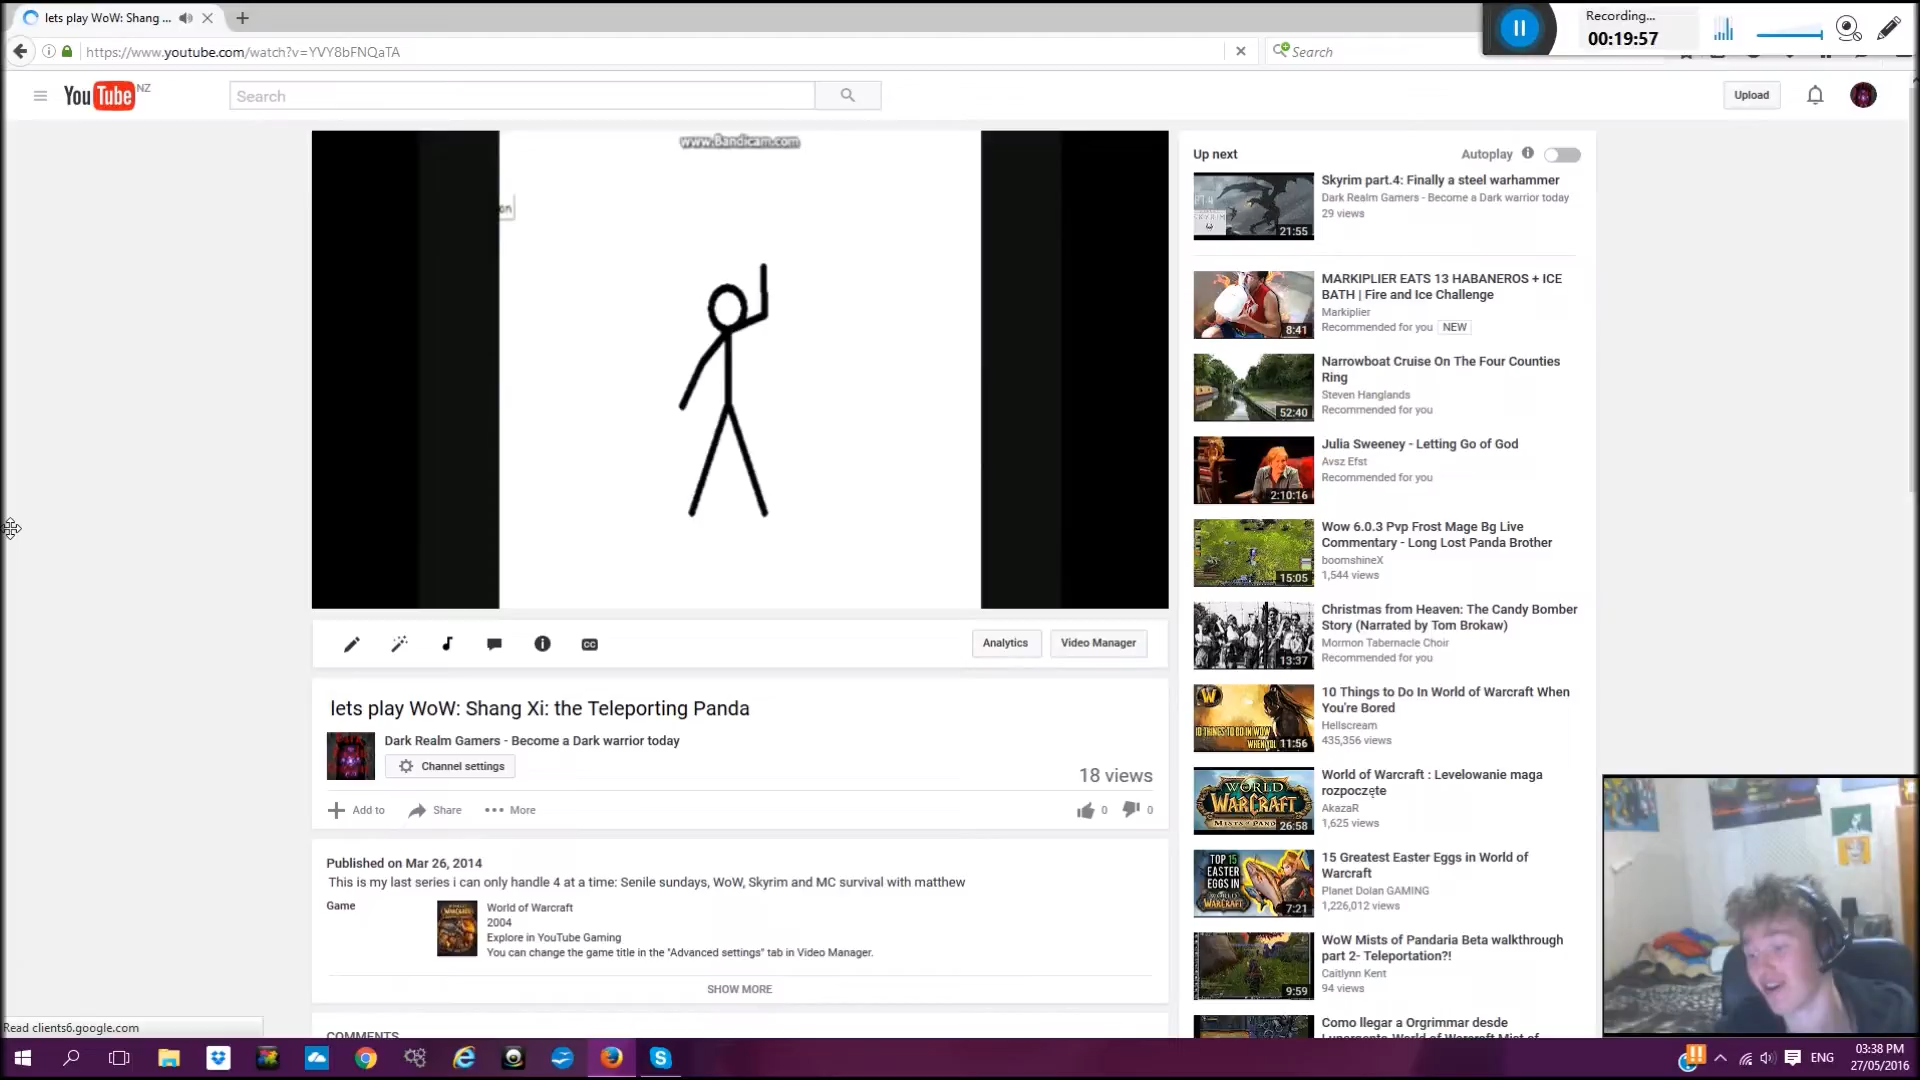 lets play WoW: Shang ...
Recording...
00:19:57
https://www.youtube.com/watch?v=YVY8bFNQaTA
Search
YouTube NZ
Search
Upload
www.Bandicam.com
on
Up next
Autoplay
Skyrim part.4: Finally a steel warhammer
Dark Realm Gamers - Become a Dark warrior today
29 views
21:55
MARKIPLIER EATS 13 HABANEROS + ICE
BATH | Fire and Ice Challenge
Markiplier
Recommended for you NEW
8:41
Narrowboat Cruise On The Four Counties
Ring
Steven Hanglands
Recommended for you
52:40
Julia Sweeney - Letting Go of God
Avsz Efst
Recommended for you
2:10:16
Wow 6.0.3 Pvp Frost Mage Bg Live
Commentary - Long Lost Panda Brother
boomshineX
1,544 views
15:05
Christmas from Heaven: The Candy Bomber
Story (Narrated by Tom Brokaw)
Mormon Tabernacle Choir
Recommended for you
13:37
10 Things to Do In World of Warcraft When
You're Bored
Hellscream
435,356 views
11:56
World of Warcraft : Levelowanie maga
rozpoczęte
AkazaR
1,625 views
WORLD
WARCRAFT
26:58
15 Greatest Easter Eggs in World of
Warcraft
Planet Dolan GAMING
1,226,012 views
TOP 15
EASTER
EGGS IN
7:21
WoW Mists of Pandaria Beta walkthrough
part 2- Teleportation?!
Caitlynn Kent
94 views
9:59
Como llegar a Orgrimmar desde
Analytics
Video Manager
lets play WoW: Shang Xi: the Teleporting Panda
Dark Realm Gamers - Become a Dark warrior today
Channel settings
18 views
Add to
Share
More
0
0
Published on Mar 26, 2014
This is my last series i can only handle 4 at a time: Senile sundays, WoW, Skyrim and MC survival with matthew
Game
World of Warcraft
2004
Explore in YouTube Gaming
You can change the game title in the "Advanced settings" tab in Video Manager.
SHOW MORE
COMMENTS
Read clients6.google.com
ENG
03:38 PM
27/05/2016